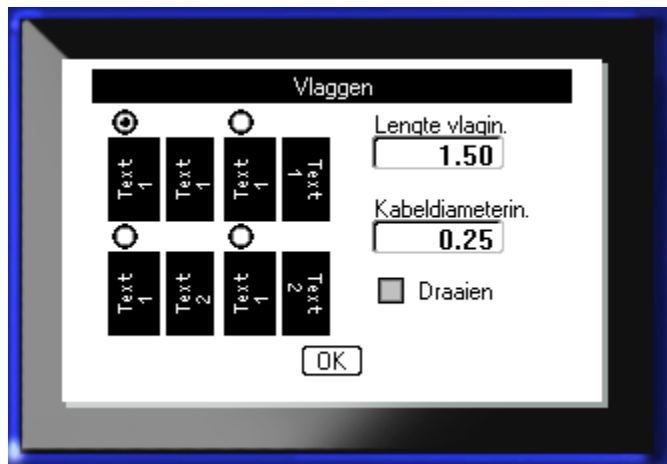 Vlaggen
Lengte vlagin.
1.50
Text 1 Text 1 Text 1 Text 1
Kabeldiameterin.
0.25
Text 1 Text 2 Text 1 Text 2
Draaien
OK